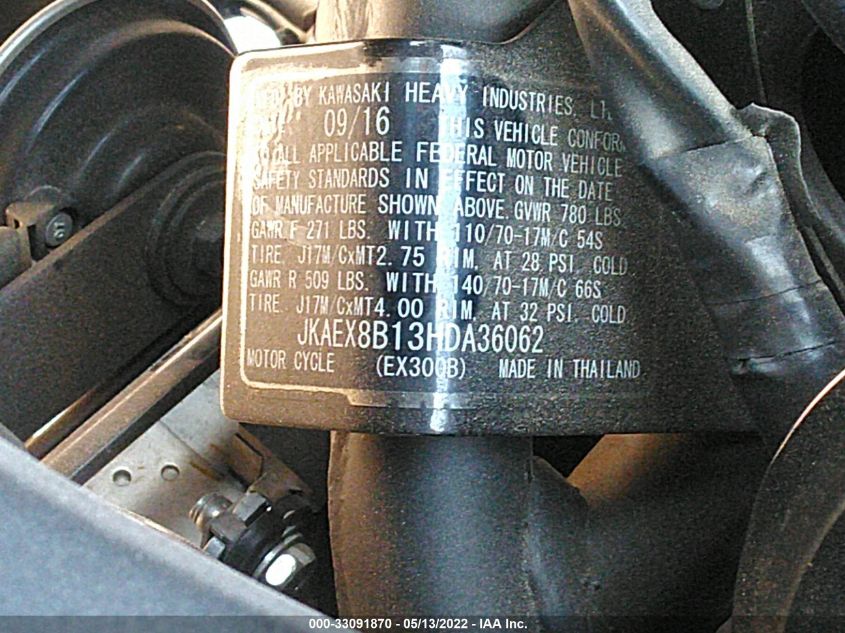 BY KAWASAKI HEAVY INDUSTRIES, LT
09/16 THIS VEHICLE CONFOR
TO ALL APPLICABLE FEDERAL MOTOR VEHICLE
SAFETY STANDARDS IN EFFECT ON THE DATE
OF MANUFACTURE SHOWN ABOVE. GVWR 780 LBS
GAWR F 271 LBS. WITH 110/70-17M/C 54S
TIRE, J17M/CxMT2.75 RIM, AT 28 PSI. COLD
GAWR R 509 LBS. WITH 140/70-17M/C 66S
TIRE, J17M/CxMT4.00 RIM, AT 32 PSI. COLD
JKAEX8B13HDA36062
MOTOR CYCLE (EX300B) MADE IN THAILAND
000-33091870 - 05/13/2022 - IAA Inc.